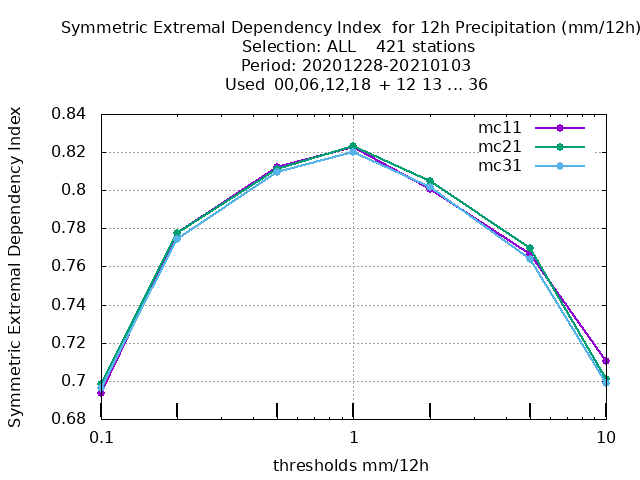 Symmetric Extremal Dependency Index  for 12h Precipitation (mm/12h)
Selection: ALL    421 stations
Period: 20201228-20210103
Used  00,06,12,18  + 12 13 ... 36
0.84
0.82
0.8
0.78
0.76
0.74
0.72
0.7
0.68
Symmetric Extremal Dependency Index
mc11
mc21
mc31
0.1
1
10
thresholds mm/12h